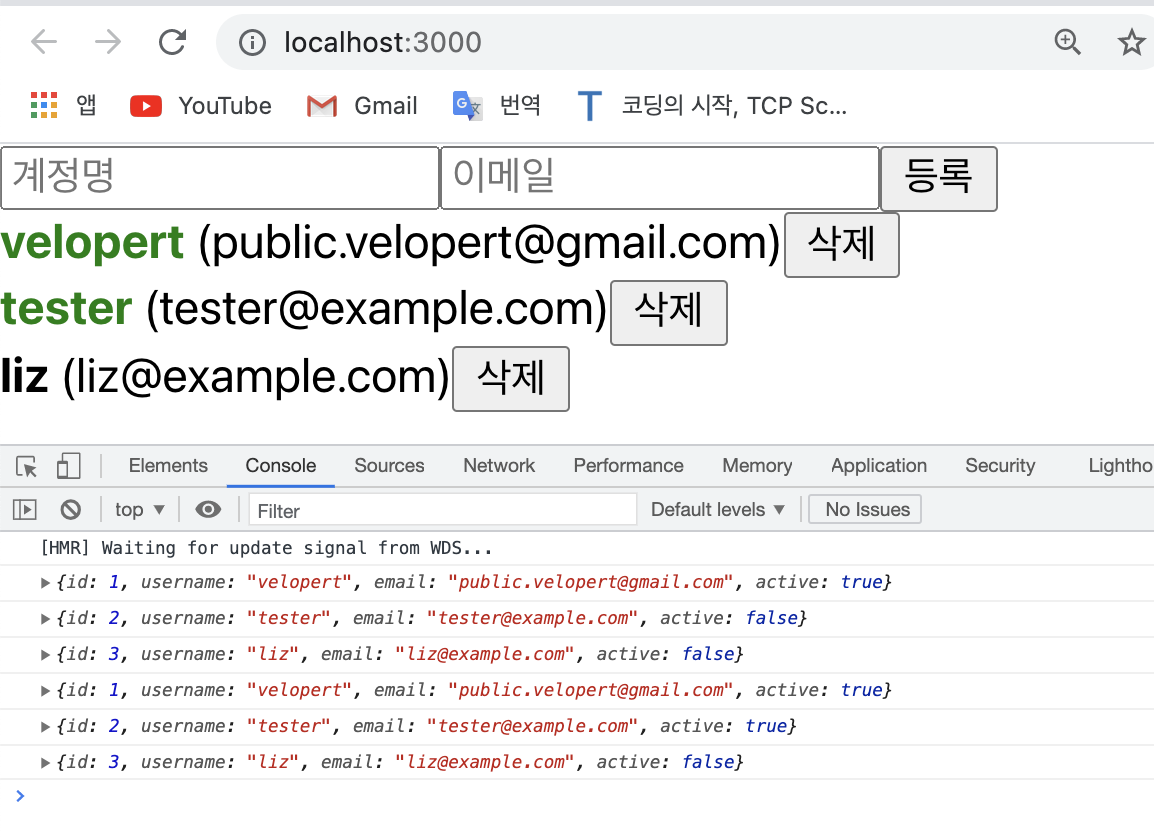 localhost:3000
앱 YouTube Gmail 번역 코딩의 시작, TCP Sc...
계정명 이메일 등록
velopert (public.velopert@gmail.com) 삭제
tester (tester@example.com) 삭제
liz (liz@example.com) 삭제
Elements Console Sources Network Performance Memory Application Security Lightho
top ▼ Filter Default levels ▼ No Issues
[HMR] Waiting for update signal from WDS...
▶ {id: 1, username: "velopert", email: "public.velopert@gmail.com", active: true}
▶ {id: 2, username: "tester", email: "tester@example.com", active: false}
▶ {id: 3, username: "liz", email: "liz@example.com", active: false}
▶ {id: 1, username: "velopert", email: "public.velopert@gmail.com", active: true}
▶ {id: 2, username: "tester", email: "tester@example.com", active: true}
▶ {id: 3, username: "liz", email: "liz@example.com", active: false}